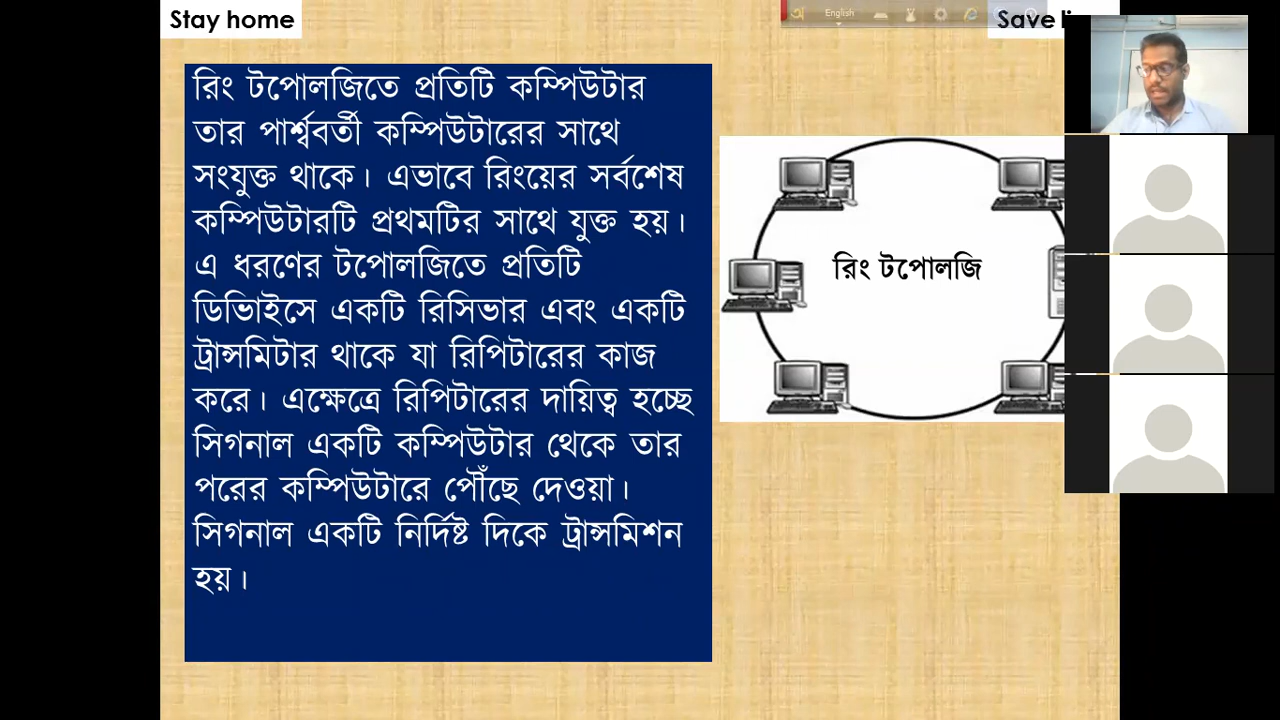 Stay home
English
Save
রিং টপোলজিতে প্রতিটি কম্পিউটার
তার পার্শ্ববর্তী কম্পিউটারের সাথে
সংযুক্ত থাকে। এভাবে রিংয়ের সর্বশেষ
কম্পিউটারটি প্রথমটির সাথে যুক্ত হয়।
এ ধরণের টপোলজিতে প্রতিটি
ডিভাইসে একটি রিসিভার এবং একটি
ট্রান্সমিটার থাকে যা রিপিটারের কাজ
করে। এক্ষেত্রে রিপিটারের দায়িত্ব হচ্ছে
সিগনাল একটি কম্পিউটার থেকে তার
পরের কম্পিউটারে পৌঁছে দেওয়া।
সিগনাল একটি নির্দিষ্ট দিকে ট্রান্সমিশন
হয়।
রিং টপোলজি